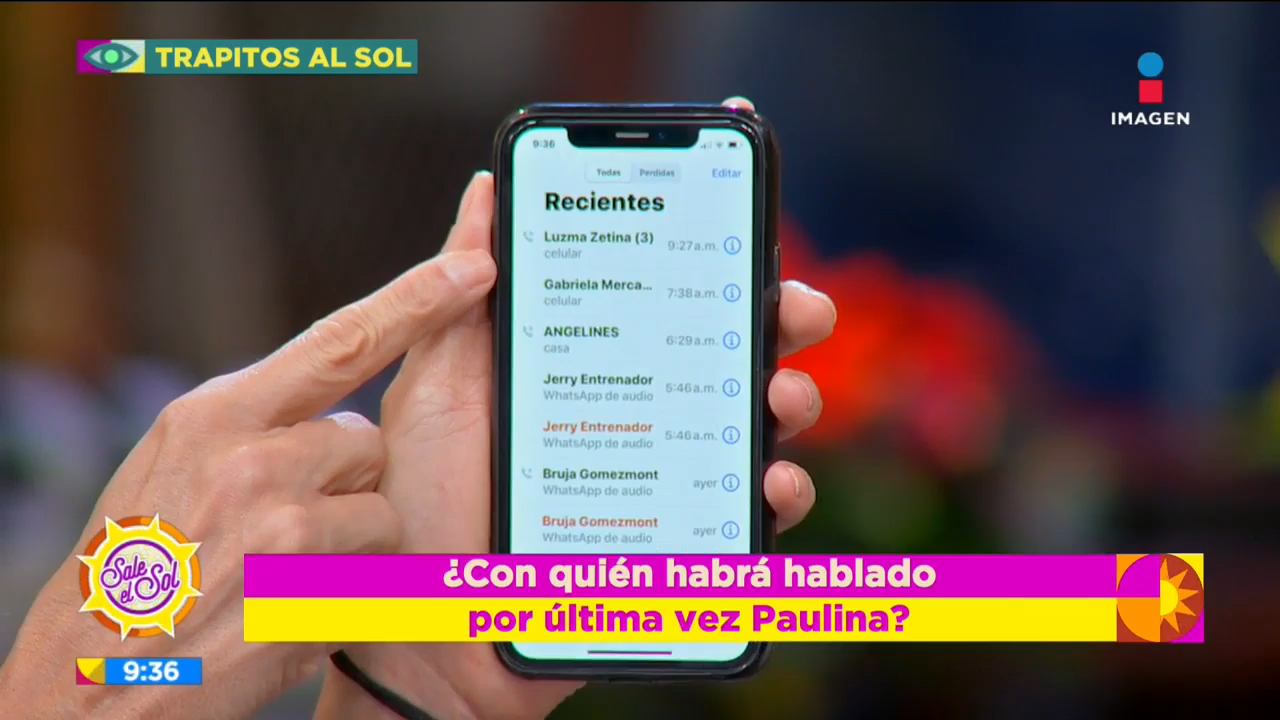 TRAPITOS AL SOL
IMAGEN
9:36
Todas Perdidas Editar
Recientes
Luzma Zetina (3)
celular
9:27 a.m.
Gabriela Merca...
celular
7:38 a.m.
ANGELINES
casa
6:29 a.m.
Jerry Entrenador
WhatsApp de audio
5:46 a.m.
Jerry Entrenador
WhatsApp de audio
5:46 a.m.
Bruja Gomezmont
WhatsApp de audio
ayer
Bruja Gomezmont
WhatsApp de audio
ayer
Sale
el Sol
¿Con quién habrá hablado
por última vez Paulina?
9:36